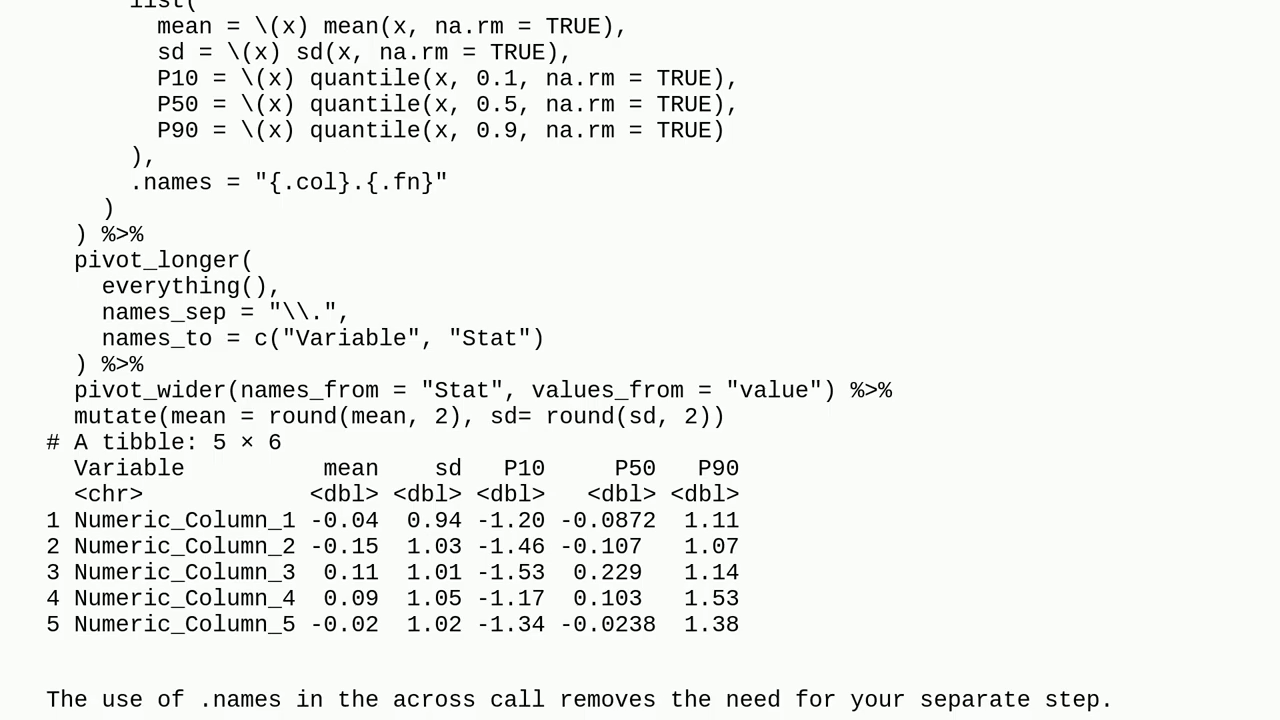 list(
mean = \(x) mean(x, na.rm = TRUE),
sd = \(x) sd(x, na.rm = TRUE),
P10 = \(x) quantile(x, 0.1, na.rm = TRUE),
P50 = \(x) quantile(x, 0.5, na.rm = TRUE),
P90 = \(x) quantile(x, 0.9, na.rm = TRUE)
),
.names = "{.col}.{.fn}"
)
) %>%
pivot_longer(
everything(),
names_sep = "\\.",
names_to = c("Variable", "Stat")
) %>%
pivot_wider(names_from = "Stat", values_from = "value") %>%
mutate(mean = round(mean, 2), sd= round(sd, 2))
# A tibble: 5 × 6
Variable mean sd P10 P50 P90
<chr> <dbl> <dbl> <dbl> <dbl> <dbl>
1 Numeric_Column_1 -0.04 0.94 -1.20 -0.0872 1.11
2 Numeric_Column_2 -0.15 1.03 -1.46 -0.107 1.07
3 Numeric_Column_3 0.11 1.01 -1.53 0.229 1.14
4 Numeric_Column_4 0.09 1.05 -1.17 0.103 1.53
5 Numeric_Column_5 -0.02 1.02 -1.34 -0.0238 1.38
The use of .names in the across call removes the need for your separate step.